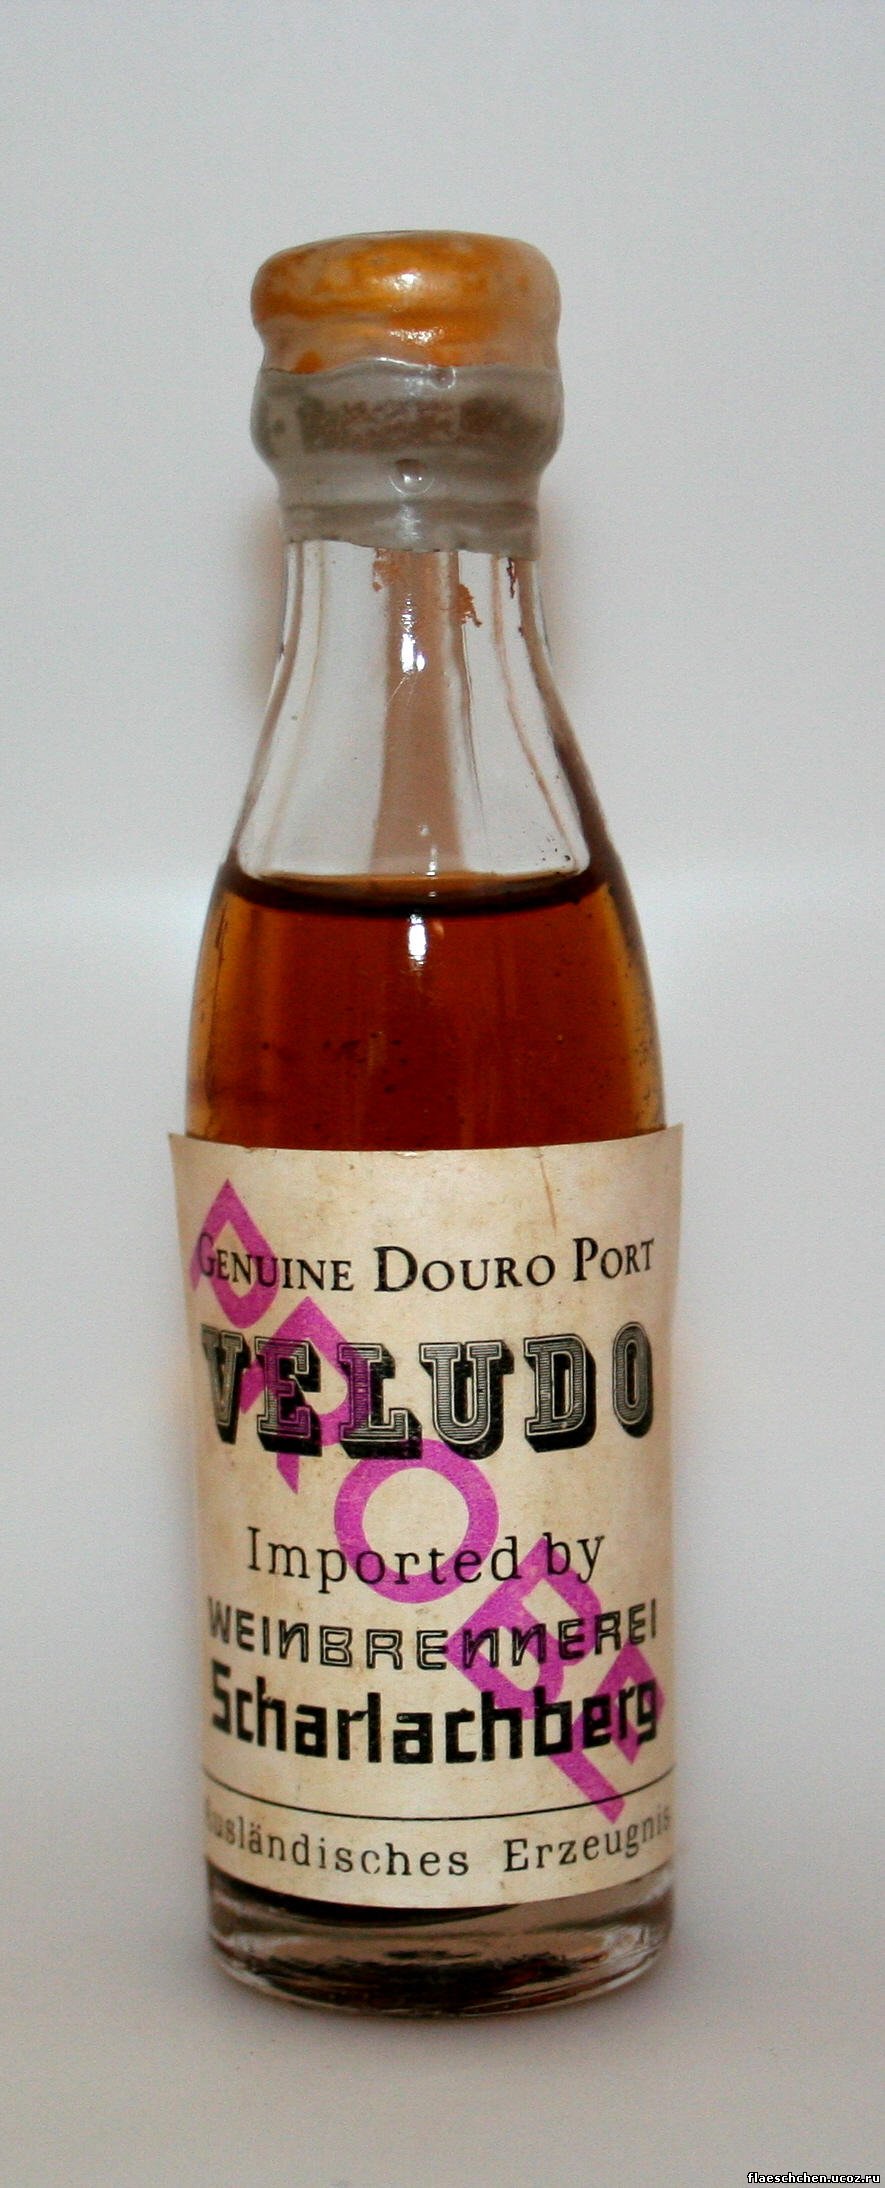 GENUINE DOURO PORT
VELUDO
PROBE
Imported by
WEINBRENNEREI
Scharlachberg
Ausländisches Erzeugnis
flaeschchen.ucoz.ru